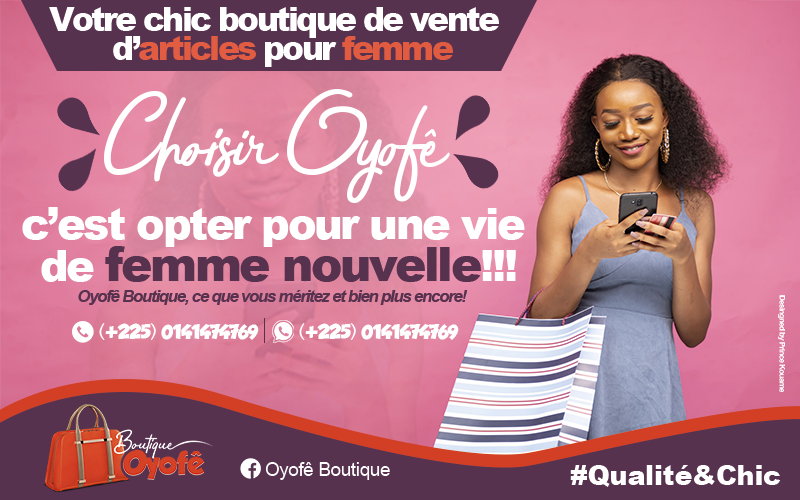 Votre chic boutique de vente
d'articles pour femme
Choisir Oyofê
c'est opter pour une vie
de femme nouvelle!!!
Oyofê Boutique, ce que vous méritez et bien plus encore!
(+225) 0141474769 | (+225) 0141474769
Desingned by Prince Kouame
Boutique
Oyofê
Oyofê Boutique
#Qualité&Chic